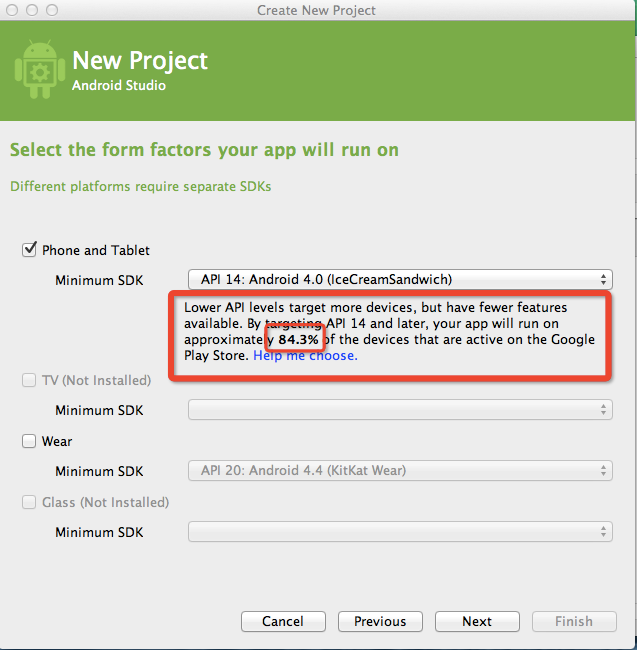 Create New Project
New Project
Android Studio
Select the form factors your app will run on
Different platforms require separate SDKs
Phone and Tablet
Minimum SDK API 14: Android 4.0 (IceCreamSandwich)
Lower API levels target more devices, but have fewer features
available. By targeting API 14 and later, your app will run on
approximately 84.3% of the devices that are active on the Google
Play Store. Help me choose.
TV (Not Installed)
Minimum SDK
Wear
Minimum SDK API 20: Android 4.4 (KitKat Wear)
Glass (Not Installed)
Minimum SDK
Cancel Previous Next Finish